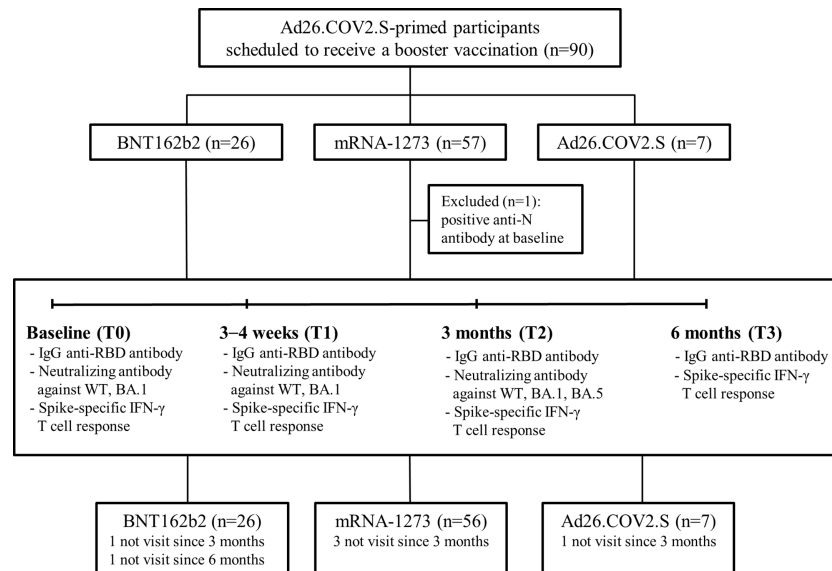 Ad26.COV2.S-primed participants
scheduled to receive a booster vaccination (n=90)
BNT162b2 (n=26)
mRNA-1273 (n=57)
Ad26.COV2.S (n=7)
Excluded (n=1):
positive anti-N
antibody at baseline
Baseline (T0)
- IgG anti-RBD antibody
- Neutralizing antibody
against WT, BA.1
- Spike-specific IFN-γ
T cell response
3–4 weeks (T1)
- IgG anti-RBD antibody
- Neutralizing antibody
against WT, BA.1
- Spike-specific IFN-γ
T cell response
3 months (T2)
- IgG anti-RBD antibody
- Neutralizing antibody
against WT, BA.1, BA.5
- Spike-specific IFN-γ
T cell response
6 months (T3)
- IgG anti-RBD antibody
- Spike-specific IFN-γ
T cell response
BNT162b2 (n=26)
1 not visit since 3 months
1 not visit since 6 months
mRNA-1273 (n=56)
3 not visit since 3 months
Ad26.COV2.S (n=7)
1 not visit since 3 months